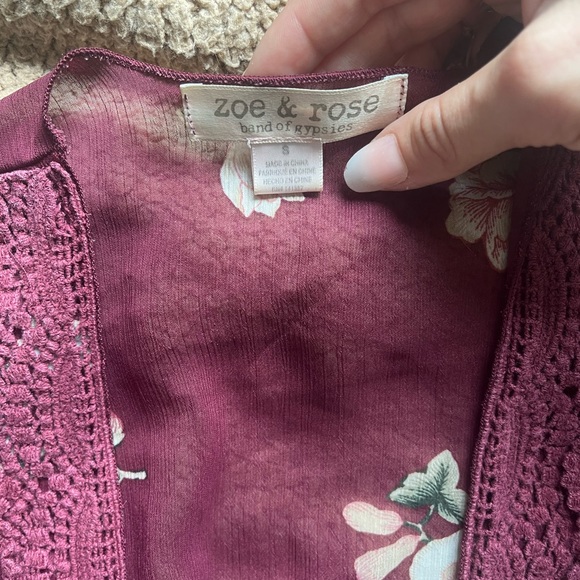 zoe & rose
band of gypsies
S
MADE IN CHINA
FABRIQUÉ EN CHINE
HECHO EN CHINA